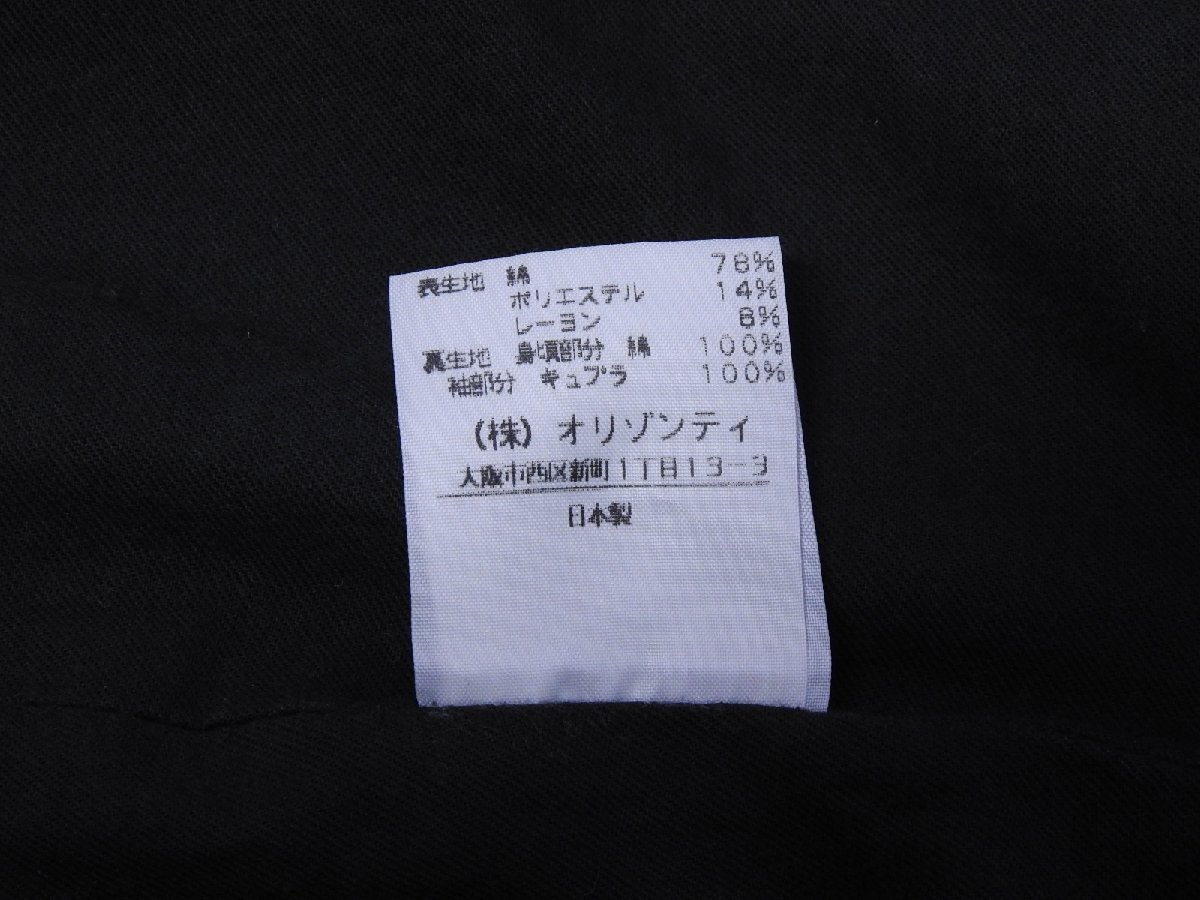 表生地 綿 78%
ポリエステル 14%
レーヨン 8%
裏生地 身頃部分 綿 100%
袖部分 キュプラ 100%
(株) オリゾンティ
大阪市西区新町1丁目13-3
日本製